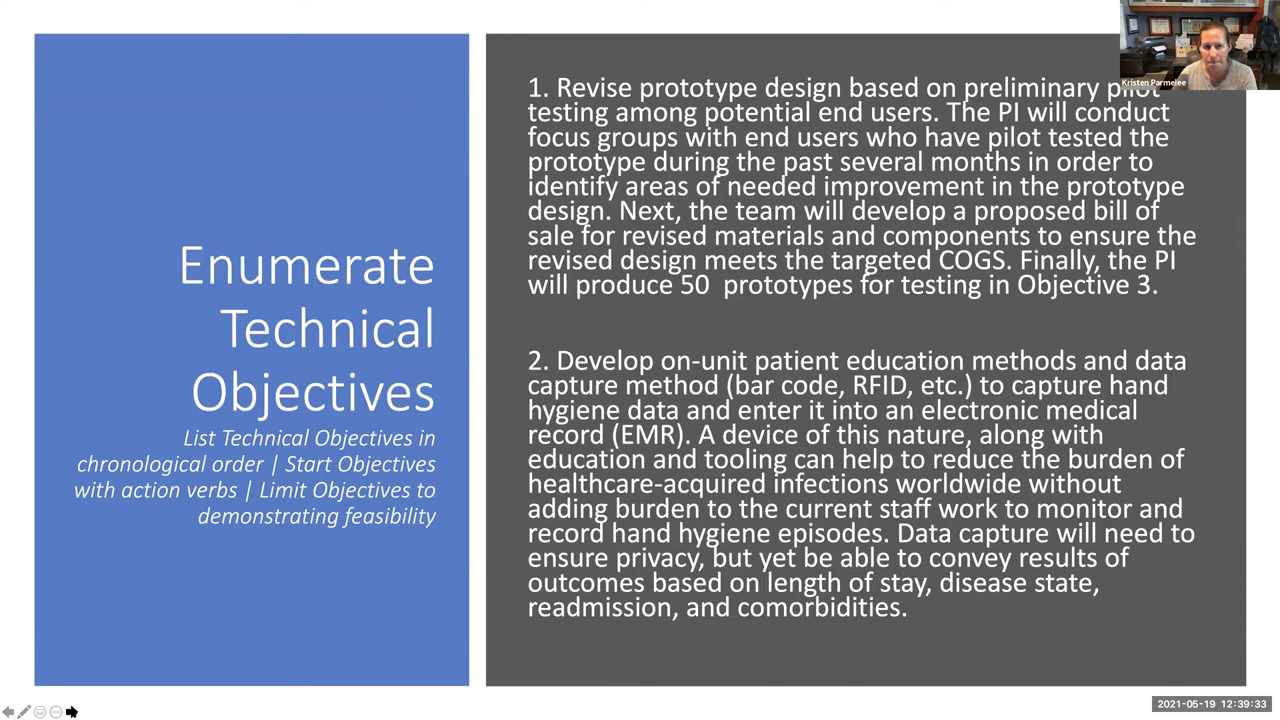 Enumerate
Technical
Objectives
List Technical Objectives in
chronological order | Start Objectives
with action verbs | Limit Objectives to
demonstrating feasibility
1. Revise prototype design based on preliminary pilot
testing among potential end users. The PI will conduct
focus groups with end users who have pilot tested the
prototype during the past several months in order to
identify areas of needed improvement in the prototype
design. Next, the team will develop a proposed bill of
sale for revised materials and components to ensure the
revised design meets the targeted COGS. Finally, the PI
will produce 50  prototypes for testing in Objective 3.
2. Develop on-unit patient education methods and data
capture method (bar code, RFID, etc.) to capture hand
hygiene data and enter it into an electronic medical
record (EMR). A device of this nature, along with
education and tooling can help to reduce the burden of
healthcare-acquired infections worldwide without
adding burden to the current staff work to monitor and
record hand hygiene episodes. Data capture will need to
ensure privacy, but yet be able to convey results of
outcomes based on length of stay, disease state,
readmission, and comorbidities.
Kristen Parmelee
2021-05-19 12:39:33